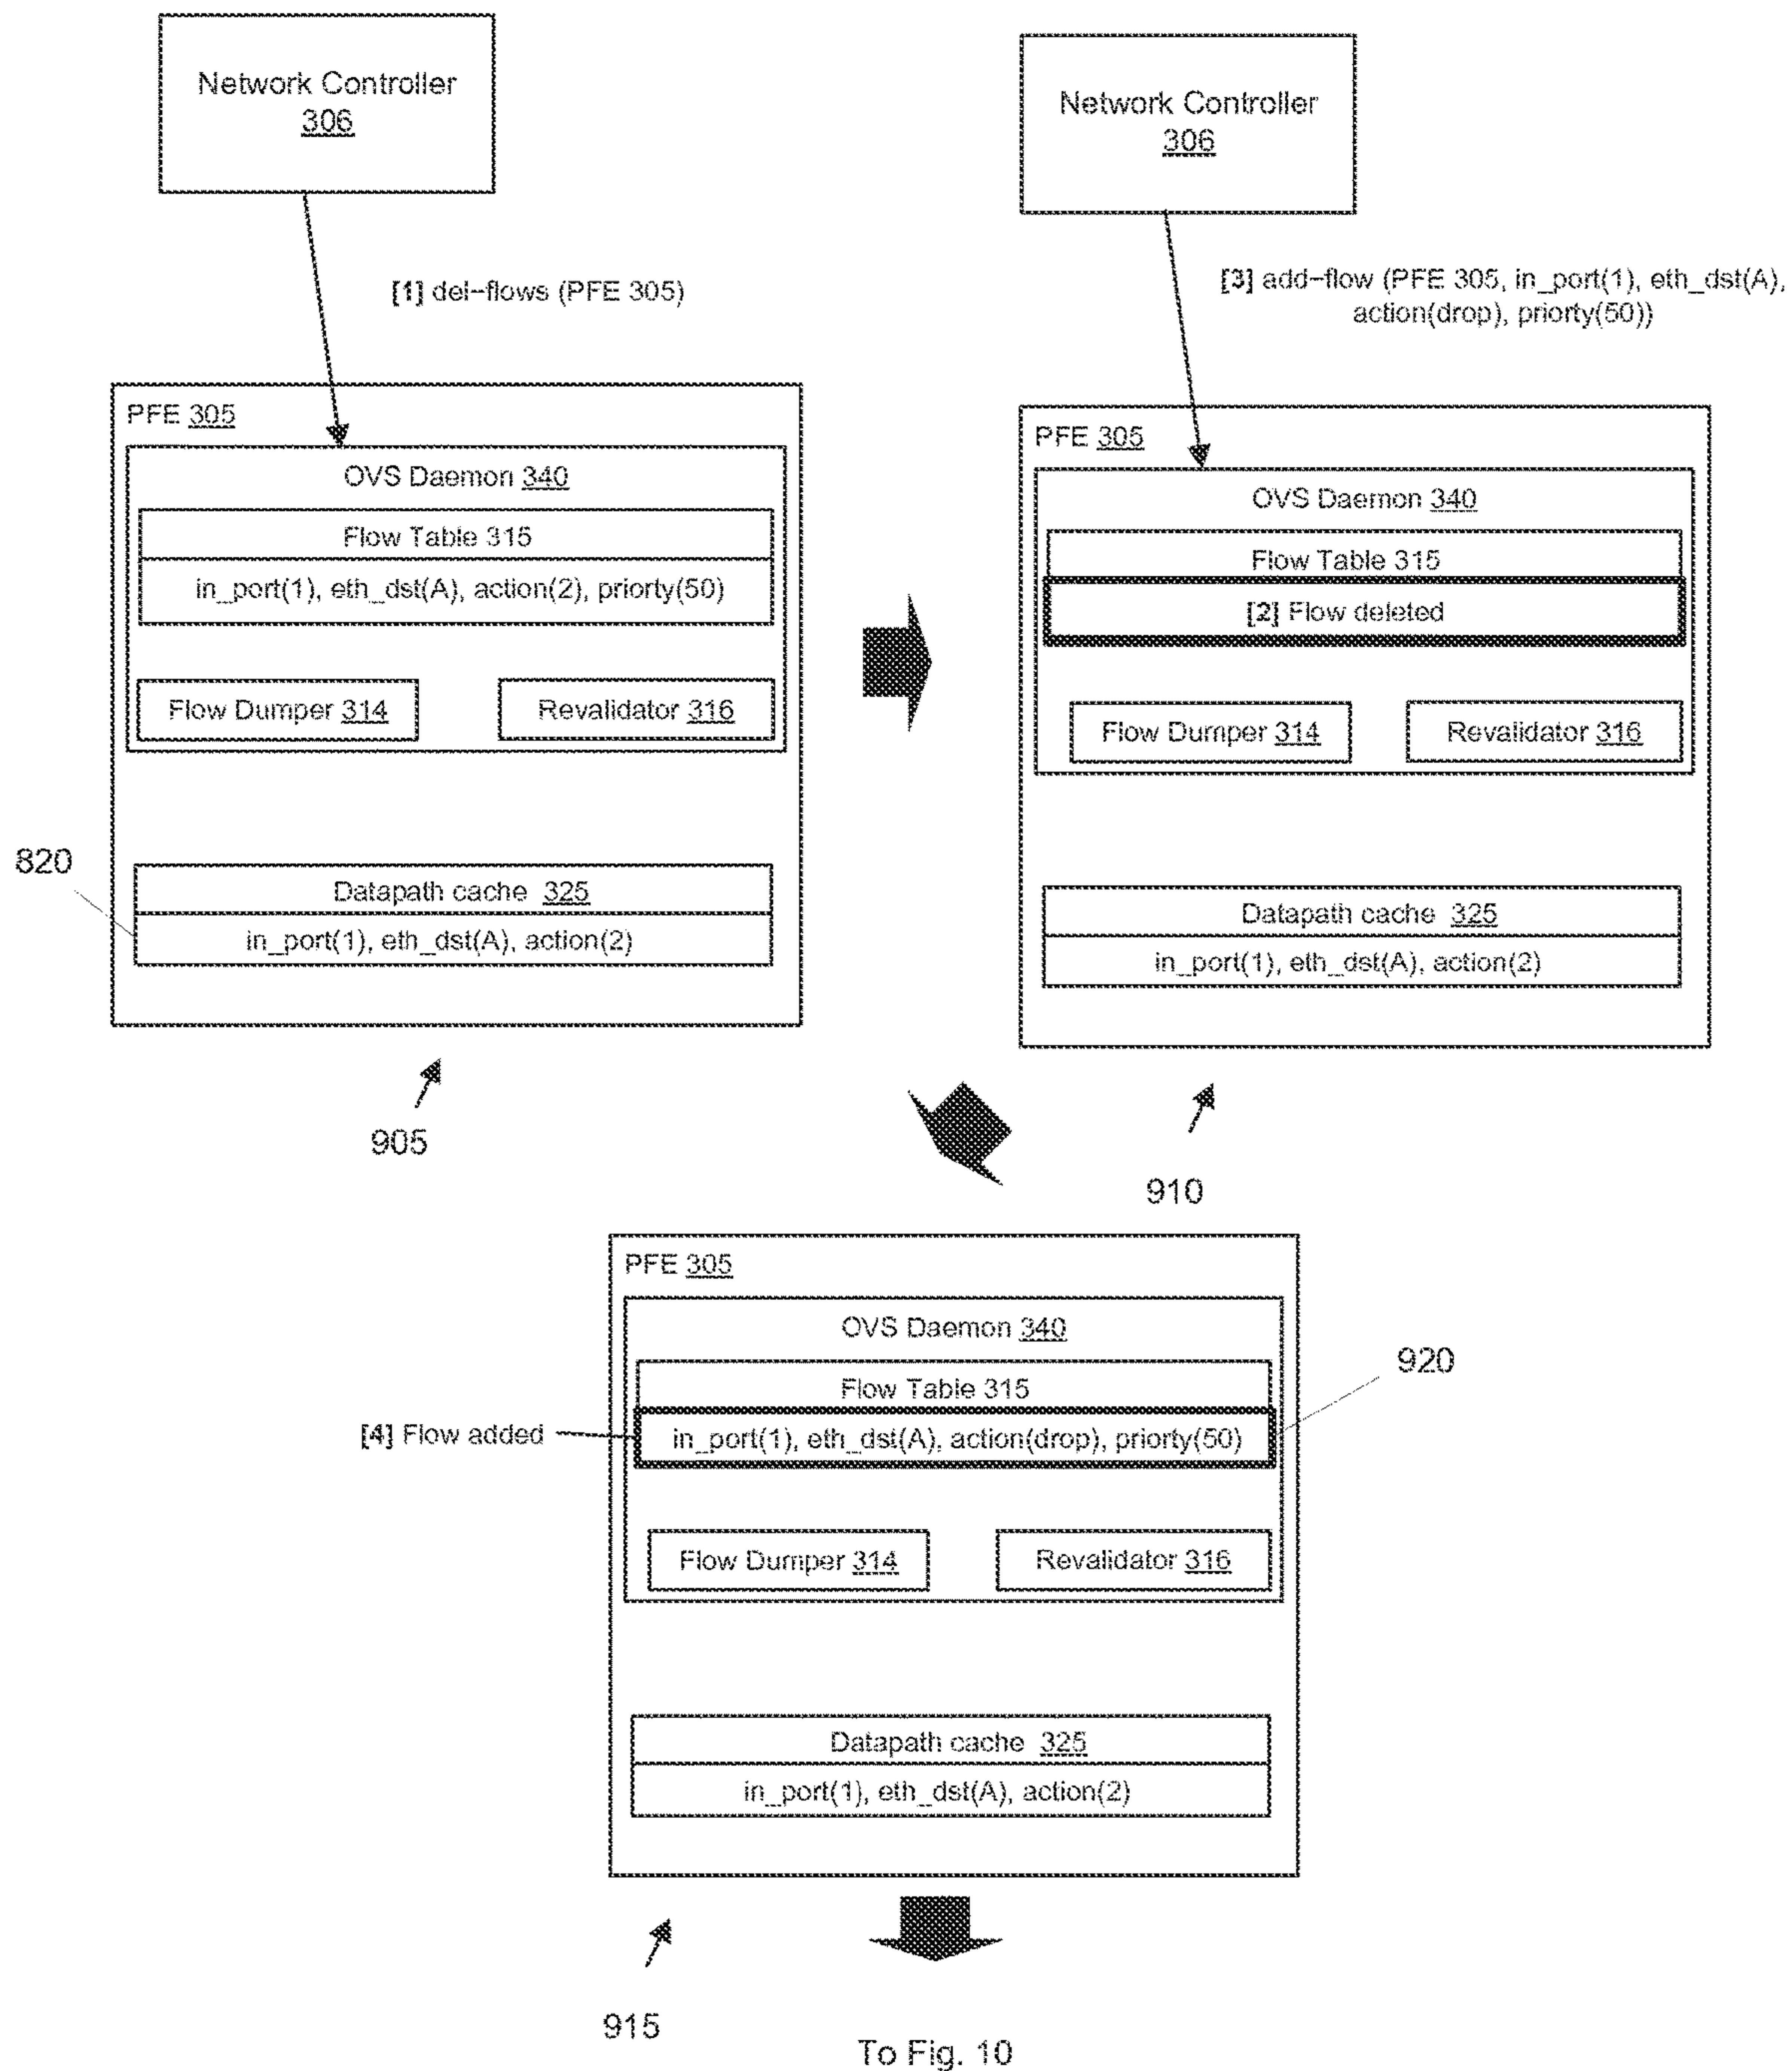 Network Controller
306
[1] del-flows (PFE 305)
PFE 305
OVS Daemon 340
Flow Table 315
in_port(1), eth_dst(A), action(2), priorty(50)
Flow Dumper 314
Revalidator 316
820
Datapath cache 325
in_port(1), eth_dst(A), action(2)
905
Network Controller
306
[3] add-flow (PFE 305, in_port(1), eth_dst(A),
action(drop), priorty(50))
PFE 305
OVS Daemon 340
Flow Table 315
[2] Flow deleted
Flow Dumper 314
Revalidator 316
Datapath cache 325
in_port(1), eth_dst(A), action(2)
910
PFE 305
OVS Daemon 340
Flow Table 315
920
[4] Flow added
in_port(1), eth_dst(A), action(drop), priorty(50)
Flow Dumper 314
Revalidator 316
Datapath cache 325
in_port(1), eth_dst(A), action(2)
915
To Fig. 10